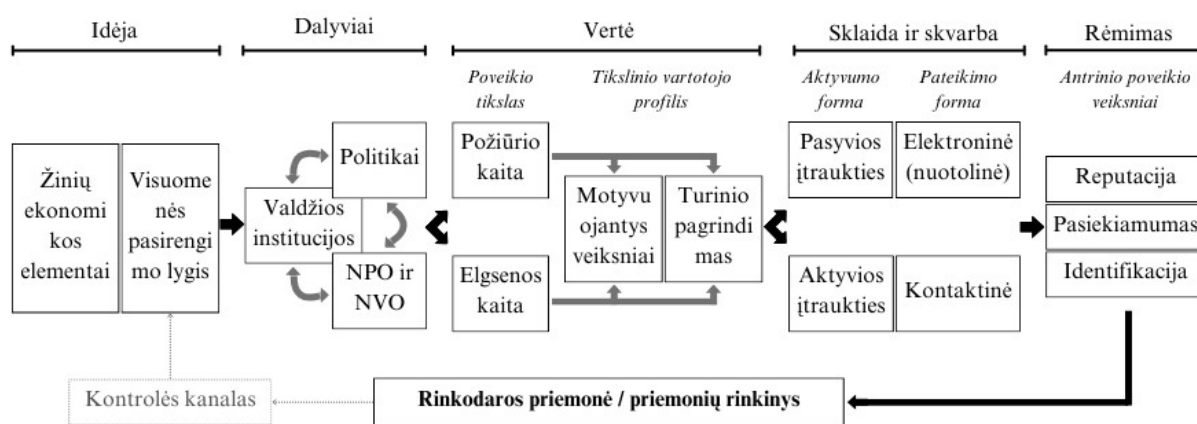 Idėja
Dalyviai
Vertė
Sklaida ir skvarba
Rėmimas
Poveikio
tikslas
Tikslinio vartotojo
profilis
Aktyvumo
forma
Pateikimo
forma
Antrinio poveikio
veiksniai
Žinių
ekonomi
kos
elementai
Visuome
nės
pasirengi
mo lygis
Politikai
Valdžios
institucijos
NPO ir
NVO
Požiūrio
kaita
Elgsenos
kaita
Motyvu
ojantys
veiksniai
Turinio
pagrindi
mas
Pasyvios
įtraukties
Elektroninė
(nuotolinė)
Aktyvios
įtraukties
Kontaktinė
Reputacija
Pasiekiamumas
Identifikacija
Kontrolės kanalas
Rinkodaros priemonė / priemonių rinkinys